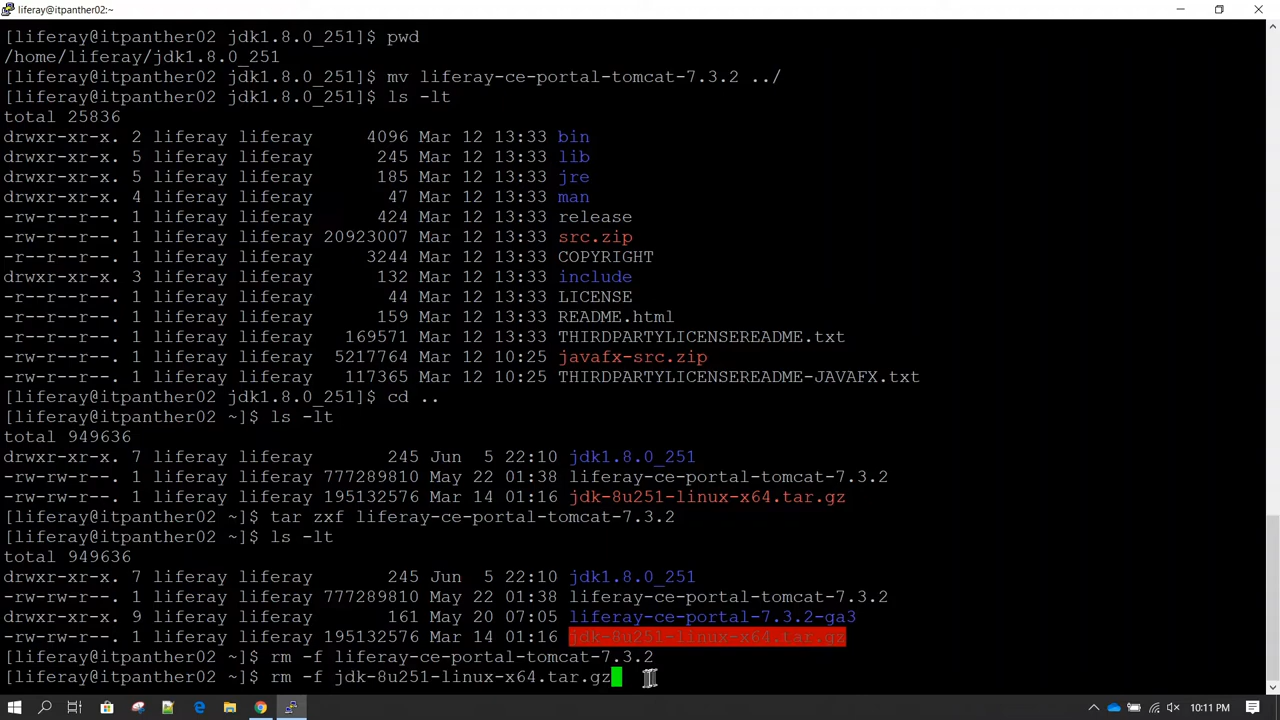 liferay@itpanther02:~
[liferay@itpanther02 jdk1.8.0_251]$ pwd
/home/liferay/jdk1.8.0_251
[liferay@itpanther02 jdk1.8.0_251]$ mv liferay-ce-portal-tomcat-7.3.2 ../
[liferay@itpanther02 jdk1.8.0_251]$ ls -lt
total 25836
drwxr-xr-x. 2 liferay liferay     4096 Mar 12 13:33 bin
drwxr-xr-x. 5 liferay liferay      245 Mar 12 13:33 lib
drwxr-xr-x. 5 liferay liferay      185 Mar 12 13:33 jre
drwxr-xr-x. 4 liferay liferay       47 Mar 12 13:33 man
-rw-r--r--. 1 liferay liferay      424 Mar 12 13:33 release
-rw-r--r--. 1 liferay liferay 20923007 Mar 12 13:33 src.zip
-r--r--r--. 1 liferay liferay     3244 Mar 12 13:33 COPYRIGHT
drwxr-xr-x. 3 liferay liferay      132 Mar 12 13:33 include
-r--r--r--. 1 liferay liferay       44 Mar 12 13:33 LICENSE
-r--r--r--. 1 liferay liferay      159 Mar 12 13:33 README.html
-rw-r--r--. 1 liferay liferay   169571 Mar 12 13:33 THIRDPARTYLICENSEREADME.txt
-rw-r--r--. 1 liferay liferay  5217764 Mar 12 10:25 javafx-src.zip
-rw-r--r--. 1 liferay liferay   117365 Mar 12 10:25 THIRDPARTYLICENSEREADME-JAVAFX.txt
[liferay@itpanther02 jdk1.8.0_251]$ cd ..
[liferay@itpanther02 ~]$ ls -lt
total 949636
drwxr-xr-x. 7 liferay liferay       245 Jun  5 22:10 jdk1.8.0_251
-rw-rw-r--. 1 liferay liferay 777289810 May 22 01:38 liferay-ce-portal-tomcat-7.3.2
-rw-rw-r--. 1 liferay liferay 195132576 Mar 14 01:16 jdk-8u251-linux-x64.tar.gz
[liferay@itpanther02 ~]$ tar zxf liferay-ce-portal-tomcat-7.3.2
[liferay@itpanther02 ~]$ ls -lt
total 949636
drwxr-xr-x. 7 liferay liferay       245 Jun  5 22:10 jdk1.8.0_251
-rw-rw-r--. 1 liferay liferay 777289810 May 22 01:38 liferay-ce-portal-tomcat-7.3.2
drwxr-xr-x. 9 liferay liferay       161 May 20 07:05 liferay-ce-portal-7.3.2-ga3
-rw-rw-r--. 1 liferay liferay 195132576 Mar 14 01:16 jdk-8u251-linux-x64.tar.gz
[liferay@itpanther02 ~]$ rm -f liferay-ce-portal-tomcat-7.3.2
[liferay@itpanther02 ~]$ rm -f jdk-8u251-linux-x64.tar.gz
10:11 PM